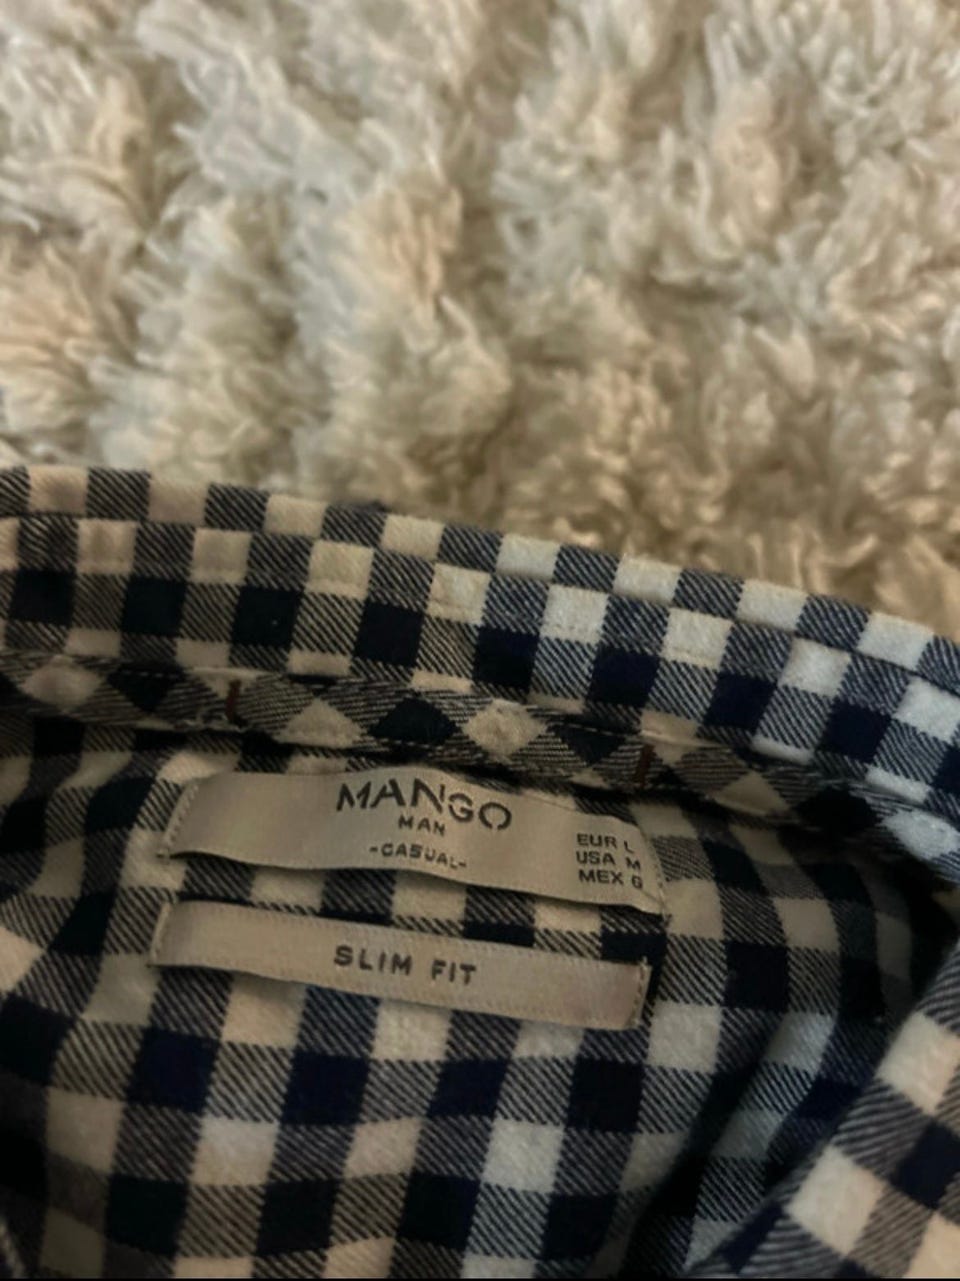 MANGO
MAN
-CASUAL-
EUR L
USA M
MEX G
SLIM FIT